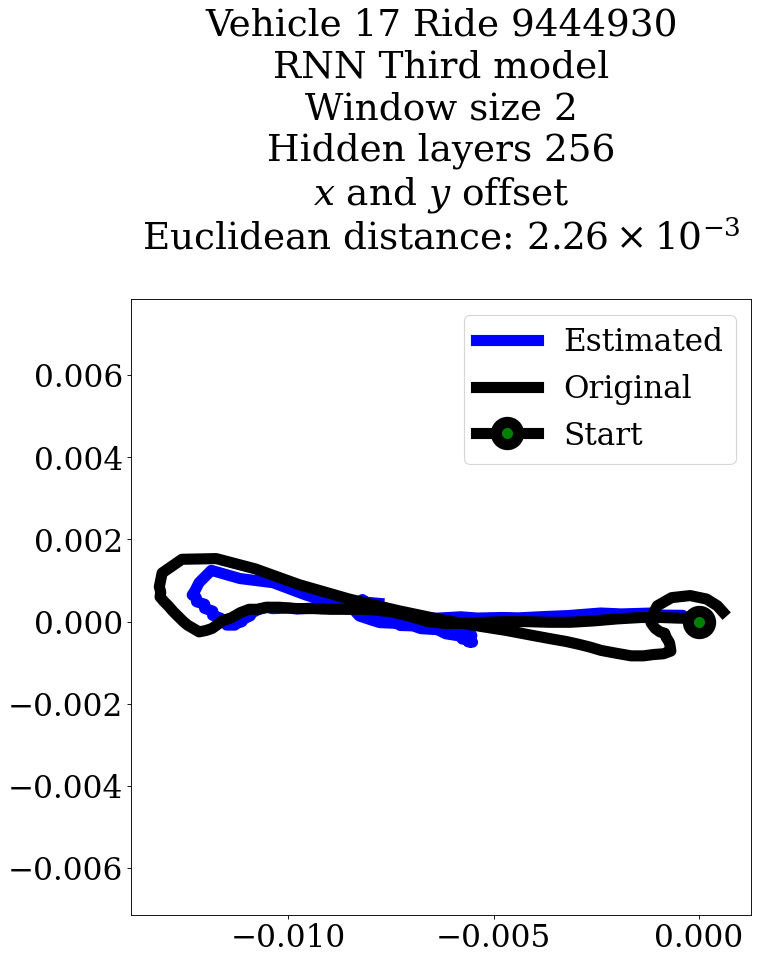 Vehicle 17 Ride 9444930
RNN Third model
Window size 2
Hidden layers 256
x and y offset
Euclidean distance: 2.26 × 10⁻³
Estimated
Original
Start
0.006
0.004
0.002
0.000
−0.002
−0.004
−0.006
−0.010 −0.005 0.000